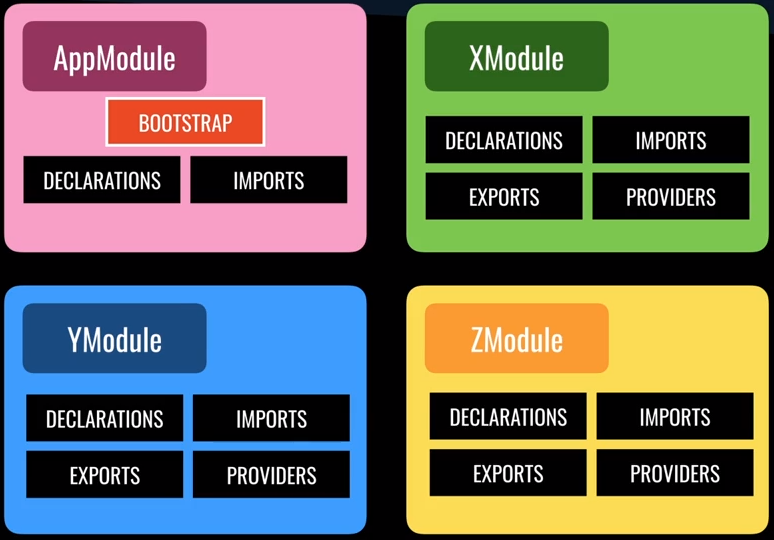 AppModule
BOOTSTRAP
DECLARATIONS IMPORTS
XModule
DECLARATIONS IMPORTS
EXPORTS PROVIDERS
YModule
DECLARATIONS IMPORTS
EXPORTS PROVIDERS
ZModule
DECLARATIONS IMPORTS
EXPORTS PROVIDERS